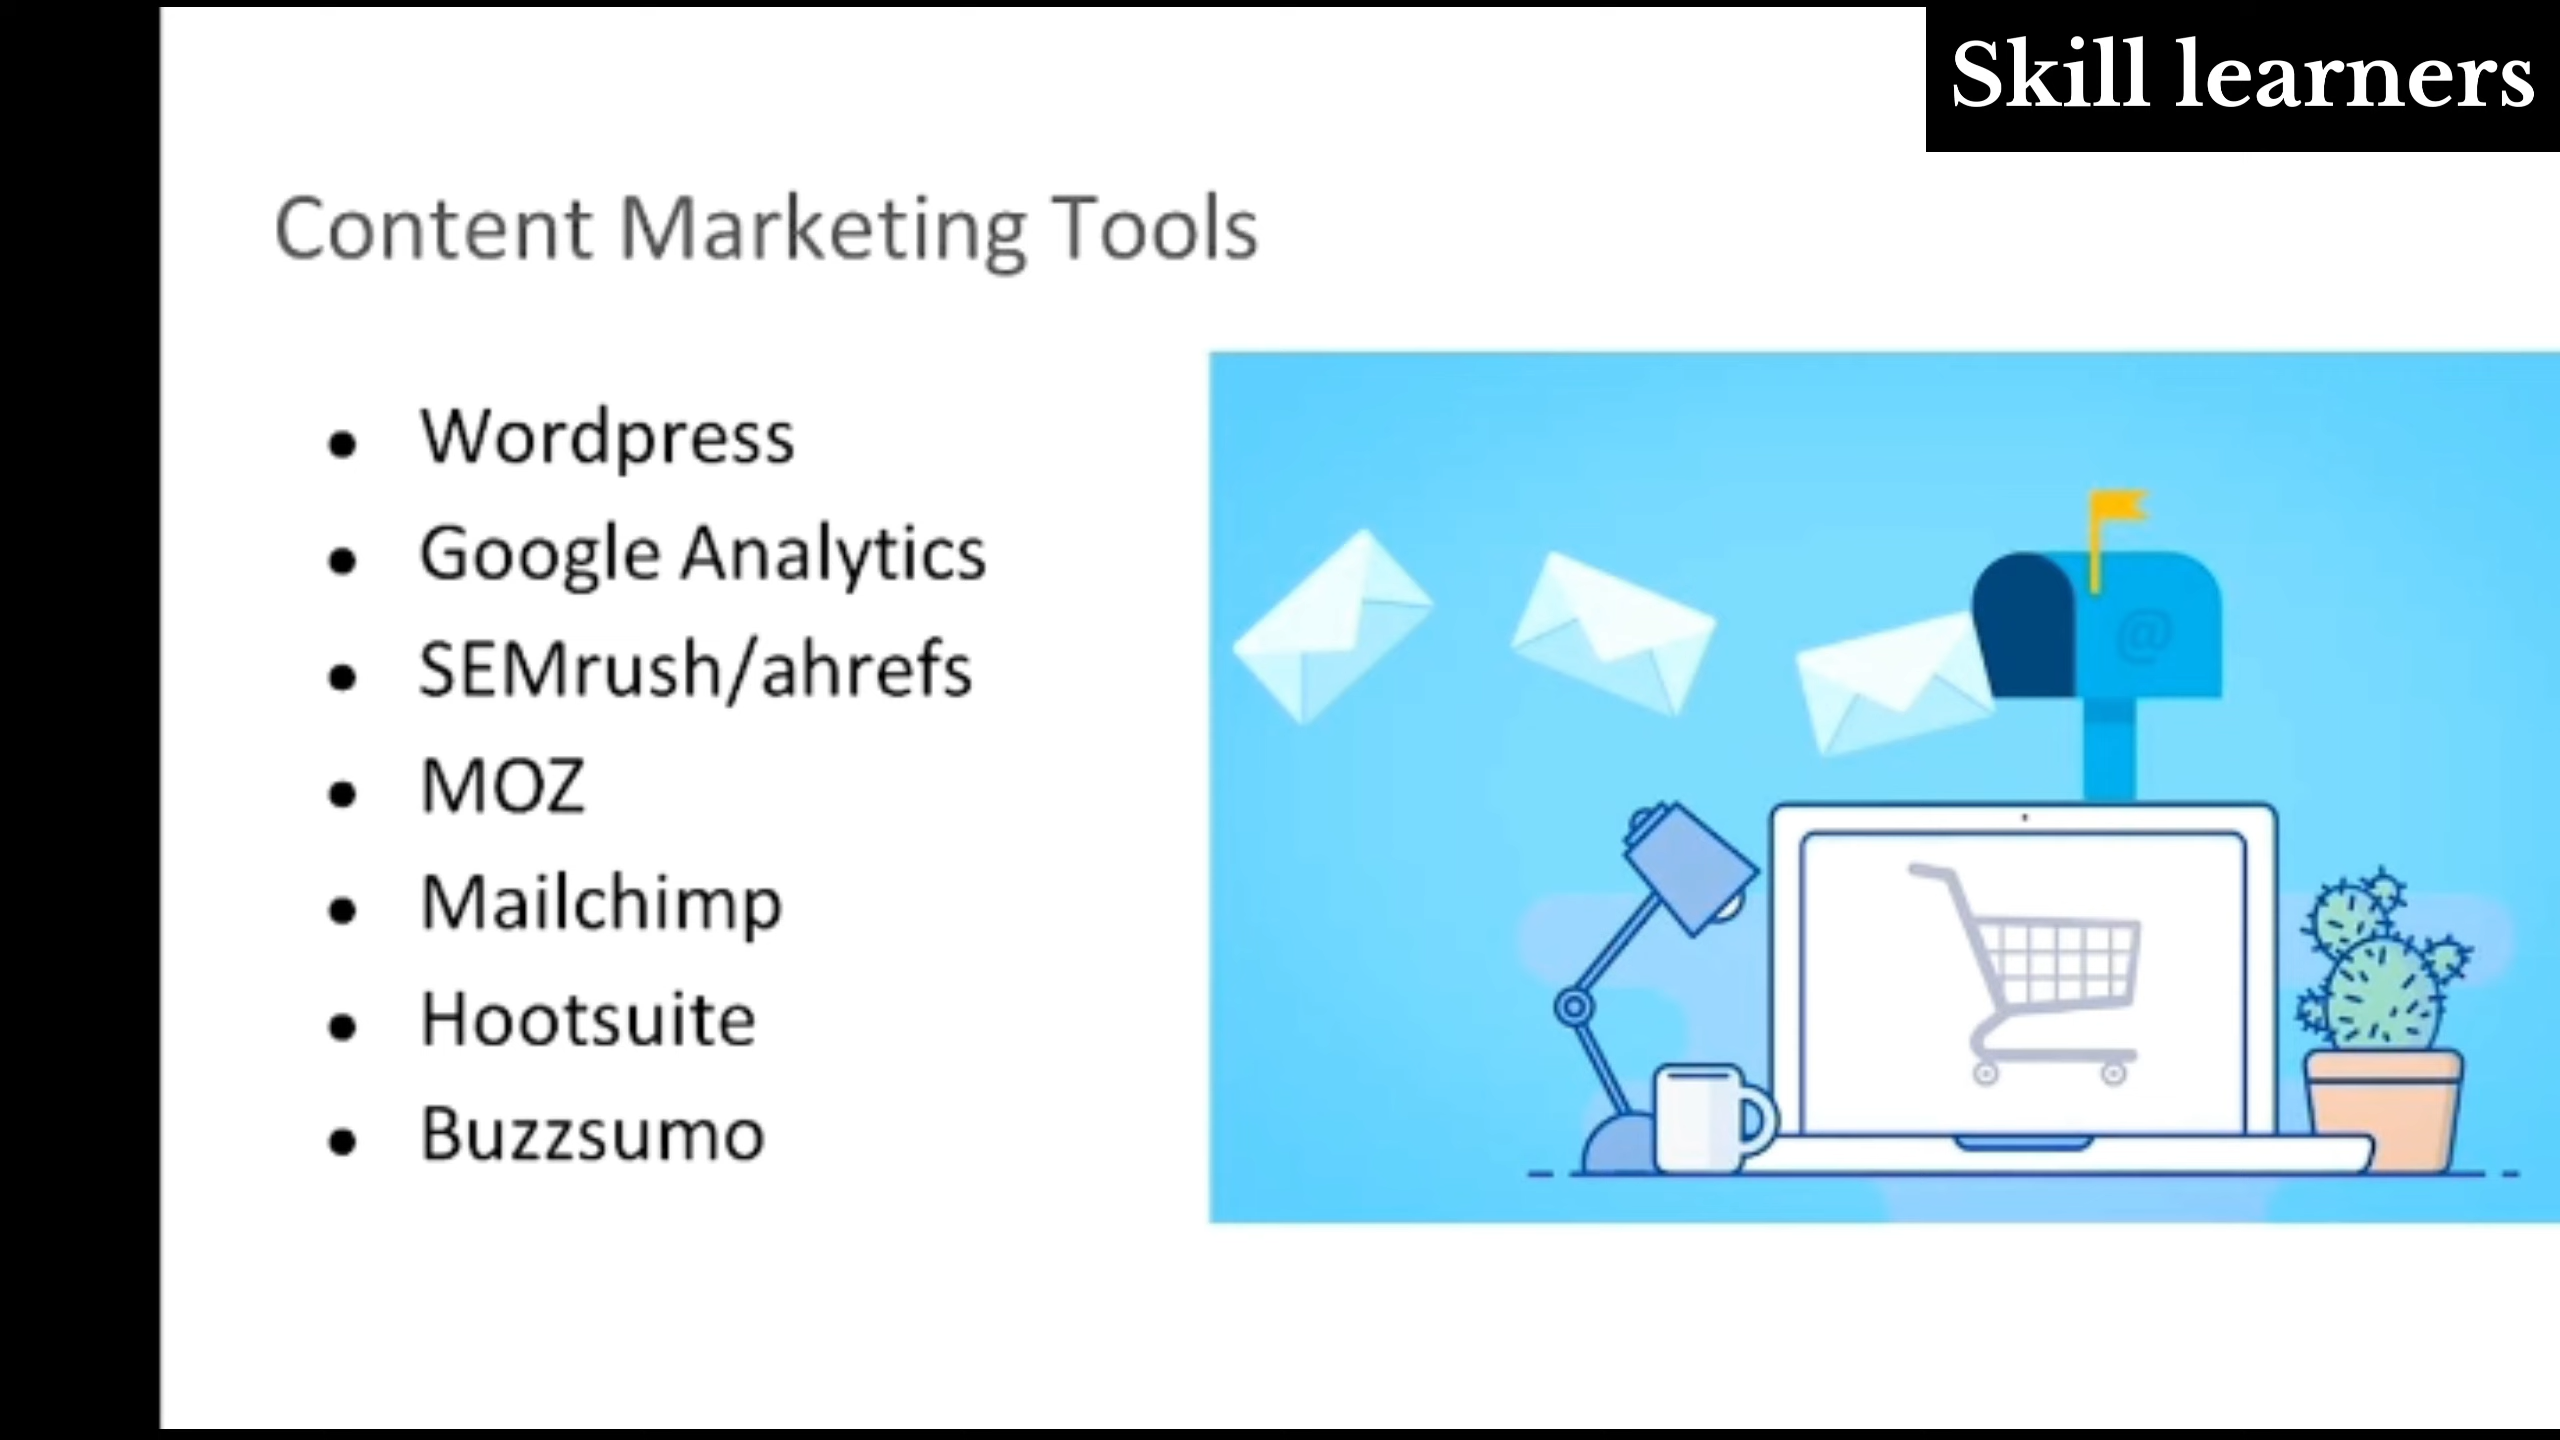 Skill learners
Content Marketing Tools
• Wordpress
• Google Analytics
• SEMrush/ahrefs
• MOZ
• Mailchimp
• Hootsuite
• Buzzsumo
@